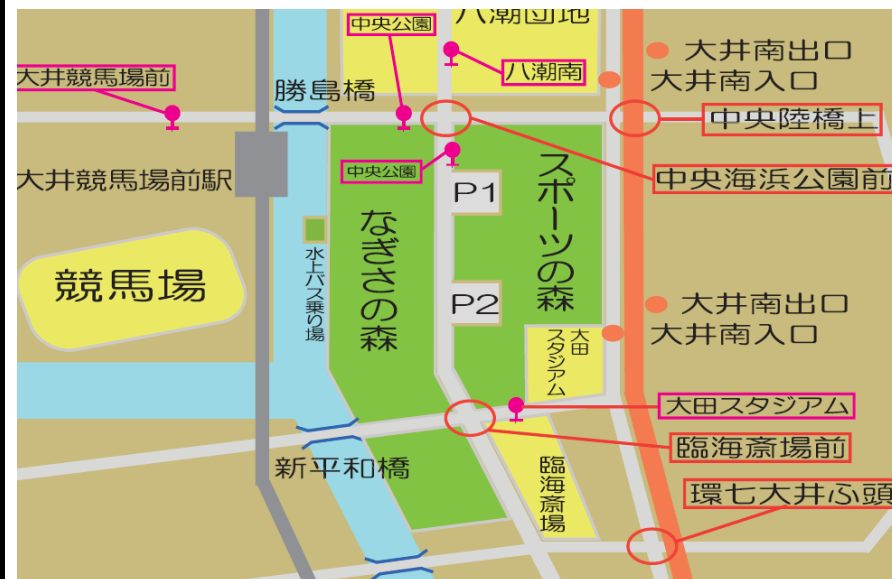 八潮団地
中央公園
大井競馬場前
八潮南
大井南出口
大井南入口
勝島橋
中央陸橋上
中央海浜公園前
大井競馬場前駅
中央公園
P1
スポーツの森
なぎさの森
水上バス乗り場
競馬場
P2
大井南出口
大井南入口
大田
スタジアム
大田スタジアム
臨海斎場前
新平和橋
臨海斎場
環七大井ふ頭